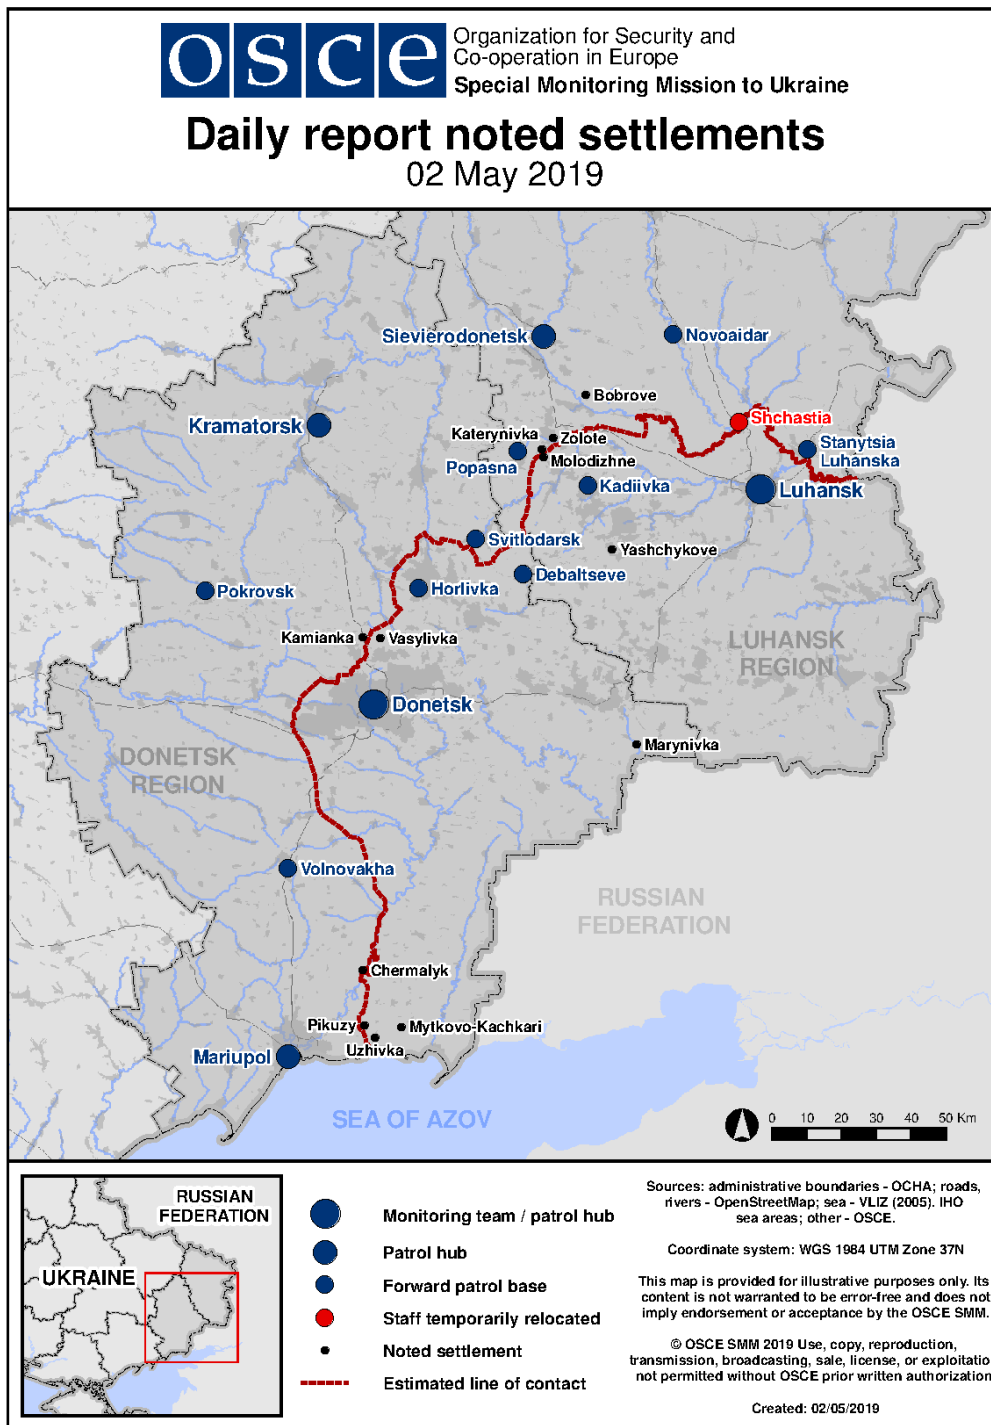 osce
Organization for Security and
Co-operation in Europe
Special Monitoring Mission to Ukraine
Daily report noted settlements
02 May 2019
Sievierodonetsk
Novoaidar
Bobrove
Kramatorsk
Shchastia
Katerynivka
Zolote
Stanytsia
Luhanska
Popasna
Molodizhne
Kadiivka
Luhansk
Svitlodarsk
Yashchykove
Debaltseve
Pokrovsk
Horlivka
Kamianka
Vasylivka
LUHANSK
REGION
Donetsk
DONETSK
REGION
Marynivka
Volnovakha
RUSSIAN
FEDERATION
Chermalyk
Pikuzy
Mytkovo-Kachkari
Uzhivka
Mariupol
SEA OF AZOV
0 10 20 30 40 50 Km
RUSSIAN
FEDERATION
UKRAINE
Monitoring team / patrol hub
Patrol hub
Forward patrol base
Staff temporarily relocated
Noted settlement
Estimated line of contact
Sources: administrative boundaries - OCHA; roads,
rivers - OpenStreetMap; sea - VLIZ (2005). IHO
sea areas; other - OSCE.
Coordinate system: WGS 1984 UTM Zone 37N
This map is provided for illustrative purposes only. Its
content is not warranted to be error-free and does not
imply endorsement or acceptance by the OSCE SMM.
© OSCE SMM 2019 Use, copy, reproduction,
transmission, broadcasting, sale, license, or exploitatio
not permitted without OSCE prior written authorization
Created: 02/05/2019